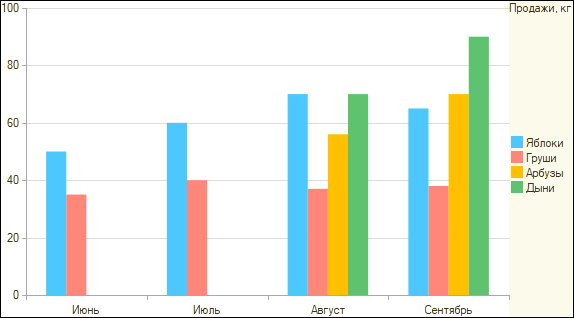 Продажи, кг
100
80
60
40
20
0
Июнь
Июль
Август
Сентябрь
Яблоки
Груши
Арбузы
Дыни